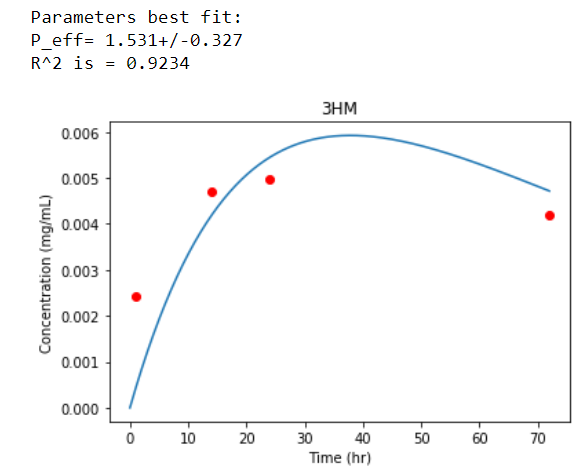 Parameters best fit:
P_eff= 1.531+/-0.327
R^2 is = 0.9234
3HM
Concentration (mg/mL)
0.006
0.005
0.004
0.003
0.002
0.001
0.000
0 10 20 30 40 50 60 70
Time (hr)